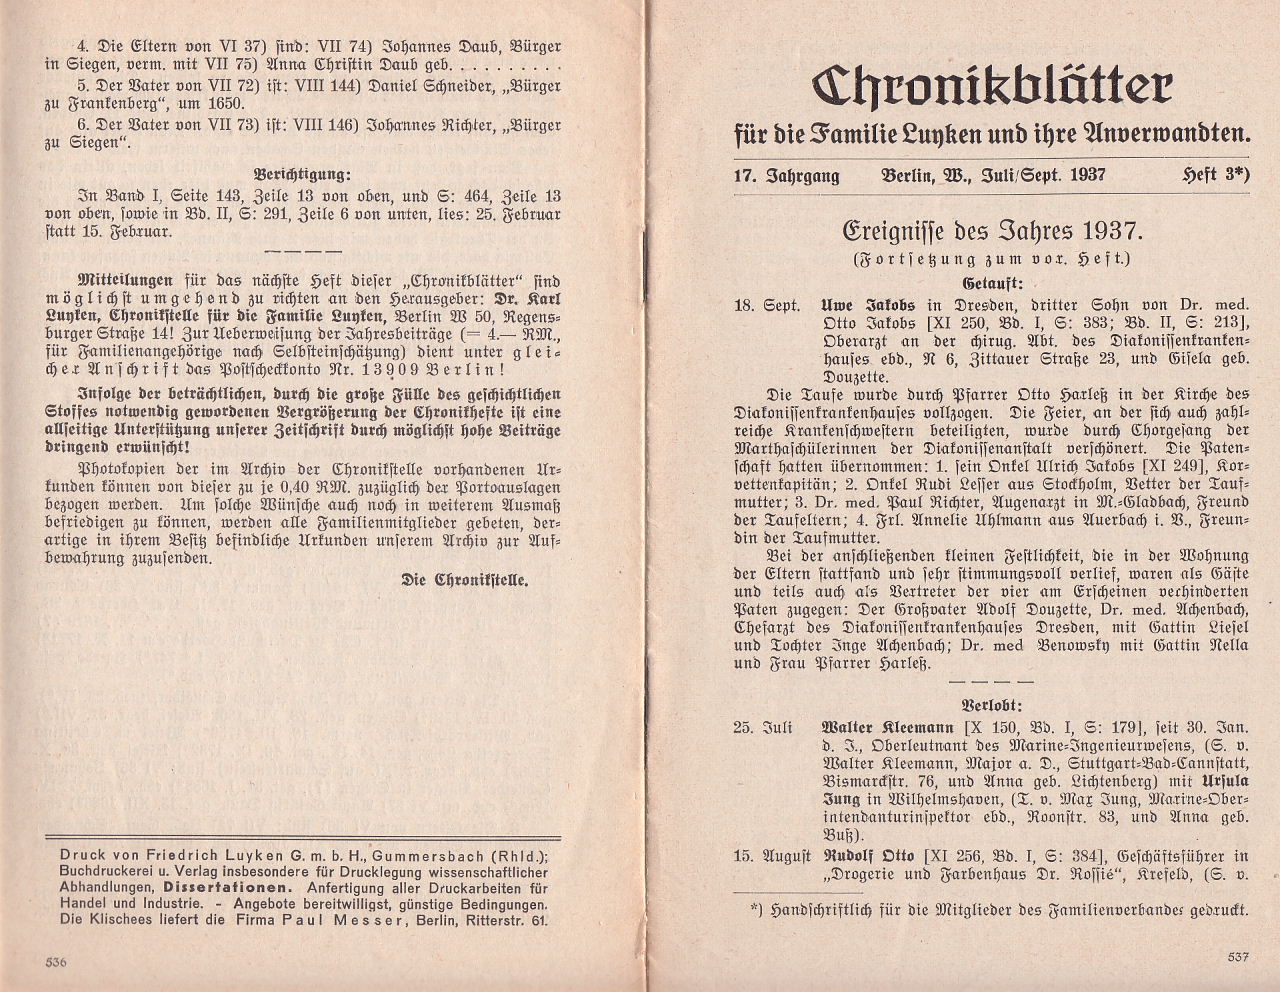 4. Die Eltern von VI 37) sind: VII 74) Johannes Daub, Bürger
in Siegen, verm. mit VII 75) Anna Christin Daub geb. . . . . . . . . .
5. Der Vater von VII 72) ist: VIII 144) Daniel Schneider, „Bürger
zu Frankenberg“, um 1650.
6. Der Vater von VII 73) ist: VIII 146) Johannes Richter, „Bürger
zu Siegen“.
Berichtigung:
In Band I, Seite 143, Zeile 13 von oben, und S: 464, Zeile 13
von oben, sowie in Bd. II, S: 291, Zeile 6 von unten, lies: 25. Februar
statt 15. Februar.
Mitteilungen für das nächste Heft dieser „Chronikblätter“ sind
möglichst umgehend zu richten an den Herausgeber: Dr. Karl
Luyken, Chronikstelle für die Familie Luyken, Berlin W 50, Regens-
burger Straße 14! Zur Ueberweisung der Jahresbeiträge (= 4.— RM.,
für Familienangehörige nach Selbsteinschätzung) dient unter glei-
cher Anschrift das Postscheckkonto Nr. 13909 Berlin!
Infolge der beträchtlichen, durch die große Fülle des geschichtlichen
Stoffes notwendig gewordenen Vergrößerung der Chronikhefte ist eine
allseitige Unterstützung unserer Zeitschrift durch möglichst hohe Beiträge
dringend erwünscht!
Photokopien der im Archiv der Chronikstelle vorhandenen Ur-
kunden können von dieser zu je 0,40 RM. zuzüglich der Portoauslagen
bezogen werden. Um solche Wünsche auch noch in weiterem Ausmaß
befriedigen zu können, werden alle Familienmitglieder gebeten, der-
artige in ihrem Besitz befindliche Urkunden unserem Archiv zur Auf-
bewahrung zuzusenden.
Die Chronikstelle.
Druck von Friedrich Luyken G. m. b. H., Gummersbach (Rhld.);
Buchdruckerei u. Verlag insbesondere für Drucklegung wissenschaftlicher
Abhandlungen, Dissertationen. Anfertigung aller Druckarbeiten für
Handel und Industrie. - Angebote bereitwilligst, günstige Bedingungen.
Die Klischees liefert die Firma Paul Messer, Berlin, Ritterstr. 61.
536
Chronikblätter
für die Familie Luyken und ihre Anverwandten.
17. Jahrgang Berlin, W., Juli/Sept. 1937 Heft 3*)
Ereignisse des Jahres 1937.
(Fortsetzung zum vor. Heft.)
Getauft:
18. Sept. Uwe Jakobs in Dresden, dritter Sohn von Dr. med.
Otto Jakobs [XI 250, Bd. I, S: 383; Bd. II, S: 213],
Oberarzt an der chirug. Abt. des Diakonissenkranken-
hauses ebd., N 6, Zittauer Straße 23, und Gisela geb.
Douzette.
Die Taufe wurde durch Pfarrer Otto Harleß in der Kirche des
Diakonissenkrankenhauses vollzogen. Die Feier, an der sich auch zahl-
reiche Krankenschwestern beteiligten, wurde durch Chorgesang der
Marthaschülerinnen der Diakonissenanstalt verschönert. Die Paten-
schaft hatten übernommen: 1. sein Onkel Ulrich Jakobs [XI 249], Kor-
vettenkapitän; 2. Onkel Rudi Lesser aus Stockholm, Vetter der Tauf-
mutter; 3. Dr. med. Paul Richter, Augenarzt in M.-Gladbach, Freund
der Taufeltern; 4. Frl. Annelie Uhlmann aus Auerbach i. V., Freun-
din der Taufmutter.
Bei der anschließenden kleinen Festlichkeit, die in der Wohnung
der Eltern stattfand und sehr stimmungsvoll verlief, waren als Gäste
und teils auch als Vertreter der vier am Erscheinen verhinderten
Paten zugegen: Der Großvater Adolf Douzette, Dr. med. Achenbach,
Chefarzt des Diakonissenkrankenhauses Dresden, mit Gattin Liesel
und Tochter Inge Achenbach; Dr. med Benowsky mit Gattin Nella
und Frau Pfarrer Harleß.
Verlobt:
25. Juli Walter Kleemann [X 150, Bd. I, S: 179], seit 30. Jan.
d. J., Oberleutnant des Marine-Ingenieurwesens, (S. v.
Walter Kleemann, Major a. D., Stuttgart-Bad-Cannstatt,
Bismarckstr. 76, und Anna geb. Lichtenberg) mit Ursula
Jung in Wilhelmshaven, (T. v. Max Jung, Marine-Ober-
intendanturinspektor ebd., Roonstr. 83, und Anna geb.
Buß).
15. August Rudolf Otto [XI 256, Bd. I, S: 384], Geschäftsführer in
„Drogerie und Farbenhaus Dr. Rossié“, Krefeld, (S. v.
*) Handschriftlich für die Mitglieder des Familienverbandes gedruckt.
537